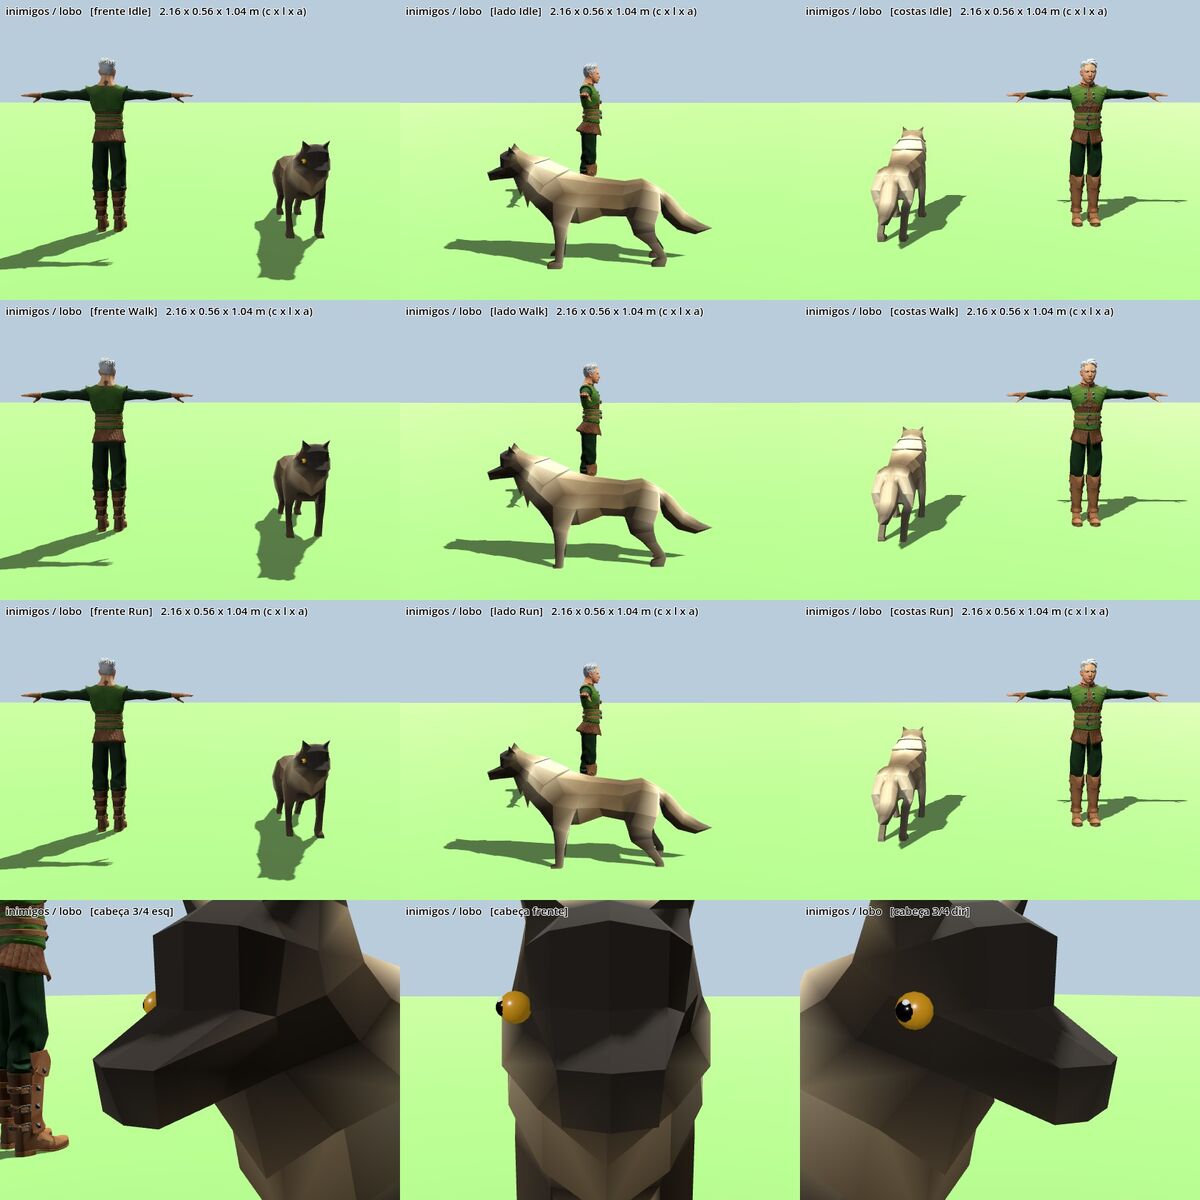 inimigos / lobo [frente Idle] 2.16 x 0.56 x 1.04 m (c x l x a)
inimigos / lobo [lado Idle] 2.16 x 0.56 x 1.04 m (c x l x a)
inimigos / lobo [costas Idle] 2.16 x 0.56 x 1.04 m (c x l x a)
inimigos / lobo [frente Walk] 2.16 x 0.56 x 1.04 m (c x l x a)
inimigos / lobo [lado Walk] 2.16 x 0.56 x 1.04 m (c x l x a)
inimigos / lobo [costas Walk] 2.16 x 0.56 x 1.04 m (c x l x a)
inimigos / lobo [frente Run] 2.16 x 0.56 x 1.04 m (c x l x a)
inimigos / lobo [lado Run] 2.16 x 0.56 x 1.04 m (c x l x a)
inimigos / lobo [costas Run] 2.16 x 0.56 x 1.04 m (c x l x a)
inimigos / lobo [cabeça 3/4 esq]
inimigos / lobo [cabeça frente]
inimigos / lobo [cabeça 3/4 dir]